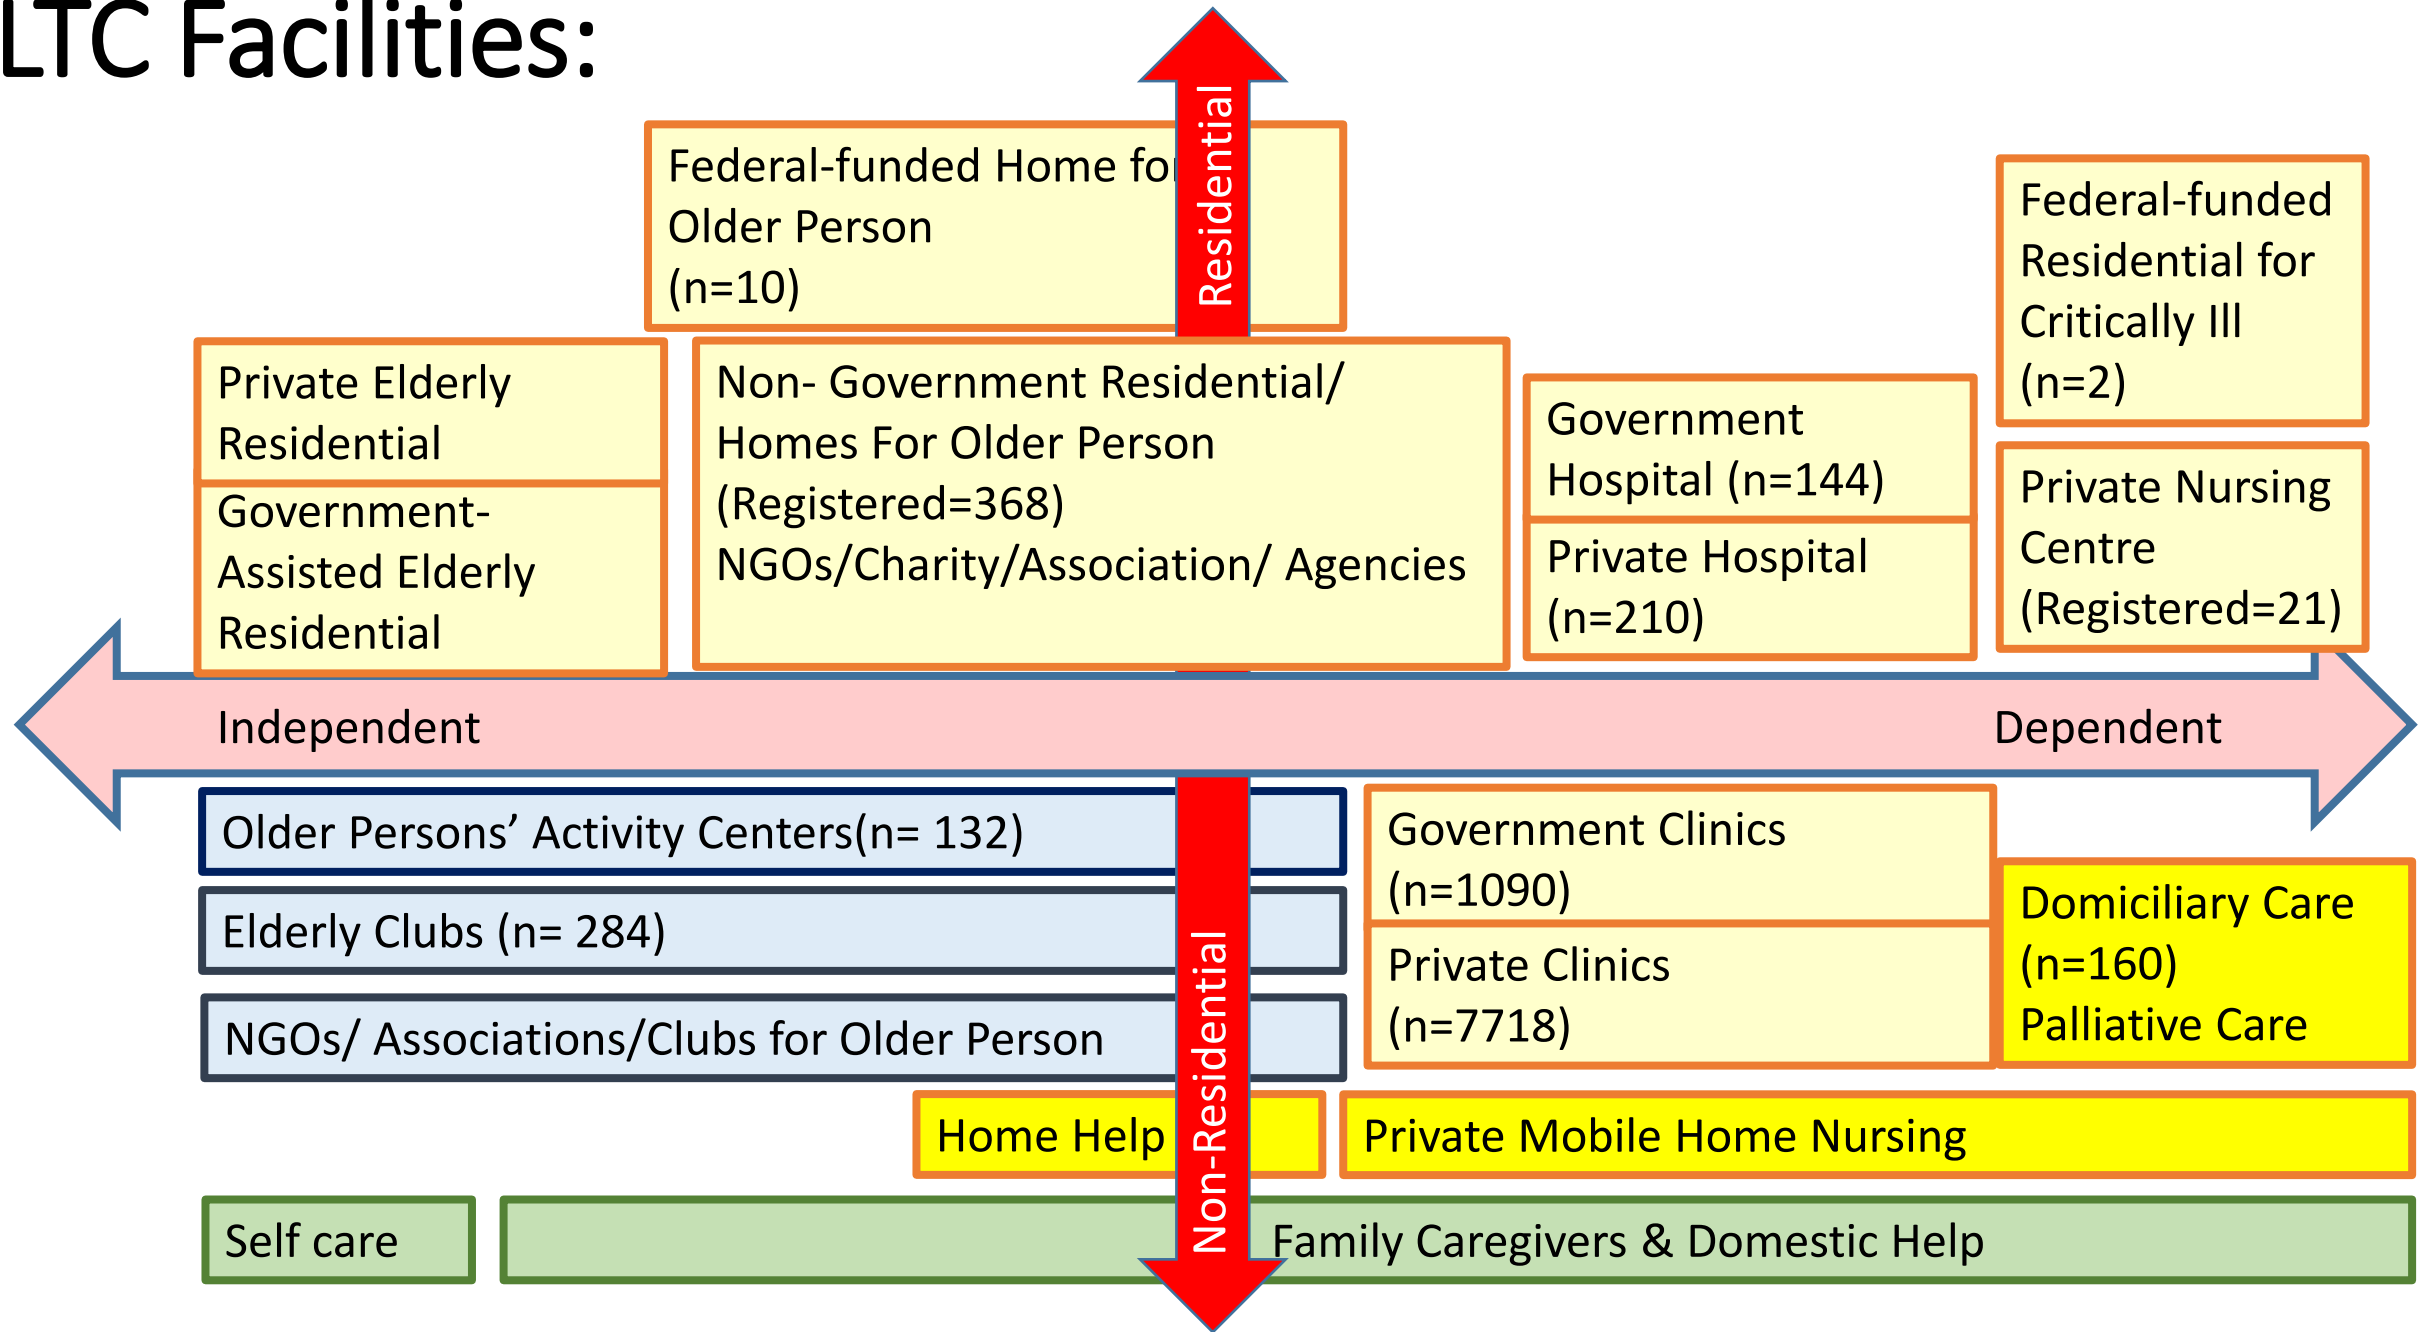 LTC Facilities:
Residential
Federal-funded Home for
Older Person
(n=10)
Federal-funded
Residential for
Critically Ill
(n=2)
Private Elderly
Residential
Government-
Assisted Elderly
Residential
Non- Government Residential/
Homes For Older Person
(Registered=368)
NGOs/Charity/Association/ Agencies
Government
Hospital (n=144)
Private Hospital
(n=210)
Private Nursing
Centre
(Registered=21)
Independent
Dependent
Older Persons’ Activity Centers(n= 132)
Elderly Clubs (n= 284)
NGOs/ Associations/Clubs for Older Person
Non-Residential
Government Clinics
(n=1090)
Private Clinics
(n=7718)
Domiciliary Care
(n=160)
Palliative Care
Home Help
Private Mobile Home Nursing
Self care
Family Caregivers & Domestic Help